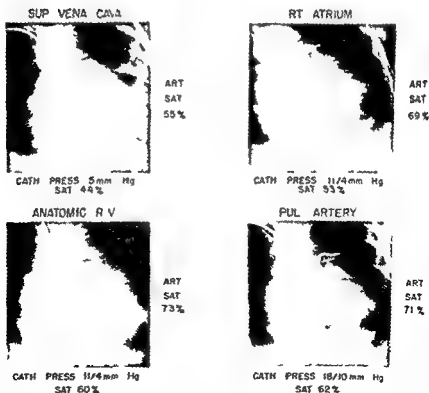 SUP VENA CAVA
ART
SAT
55%
CATH PRESS 5mm Hg
SAT 44%
RT ATRIUM
ART
SAT
69%
CATH PRESS 11/4mm Hg
SAT 53%
ANATOMIC R V
ART
SAT
73%
CATH PRESS 11/4mm Hg
SAT 60%
PUL ARTERY
ART
SAT
71%
CATH PRESS 18/10mm Hg
SAT 62%